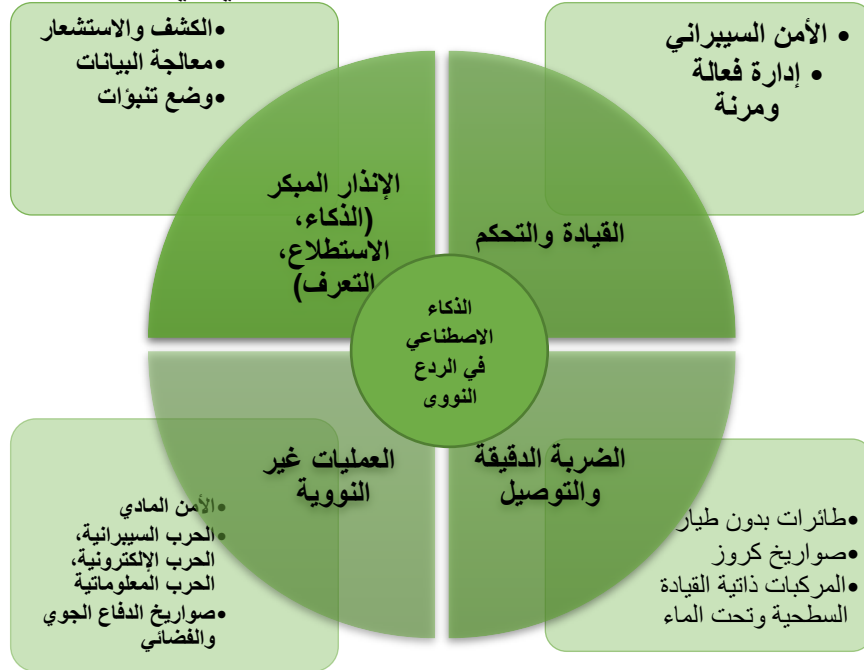 •الأمن السيبراني
•إدارة فعالة
ومرنة
•الكشف والاستشعار
•معالجة البيانات
•وضع تنبؤات
القيادة والتحكم
الإنذار المبكر
(الذكاء،
الاستطلاع،
التعرف)
الذكاء
الاصطناعي
في الردع
النووى
الضربة الدقيقة
والتوصيل
العمليات غير
النووية
•طائرات بدون طيار
•صواريخ كروز
•المركبات ذاتية القيادة
السطحية وتحت الماء
•الأمن المادي
•الحرب السيبرانية،
الحرب الإلكترونية،
الحرب المعلوماتية
•صواريخ الدفاع الجوي
والفضائي